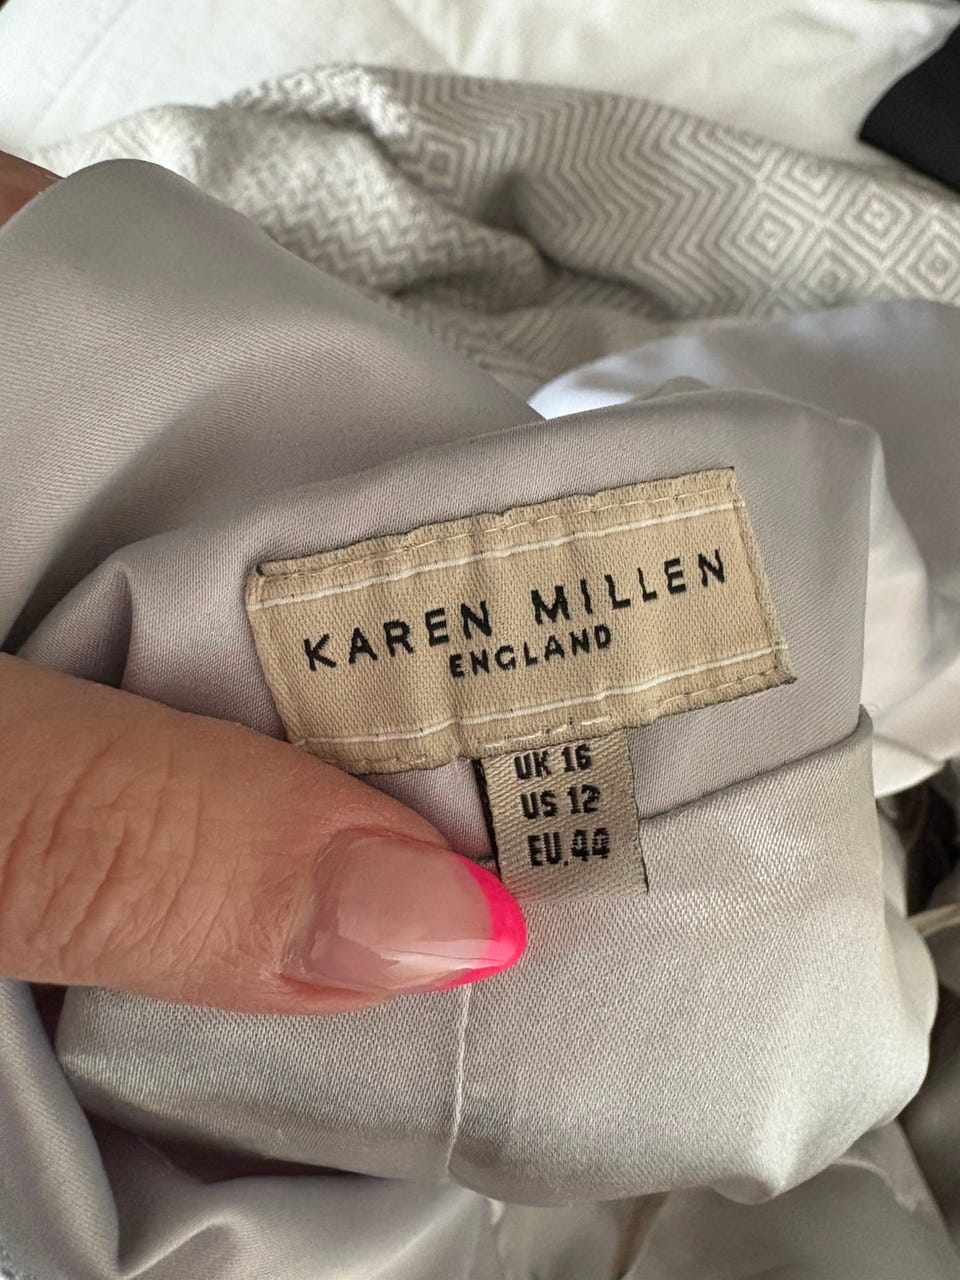 KAREN MILLEN
ENGLAND
UK 16
US 12
EU.44